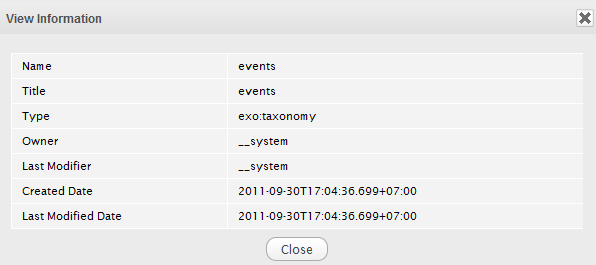 View Information
Name events
Title events
Type exo:taxonomy
Owner __system
Last Modifier __system
Created Date 2011-09-30T17:04:36.699+07:00
Last Modified Date 2011-09-30T17:04:36.699+07:00
Close